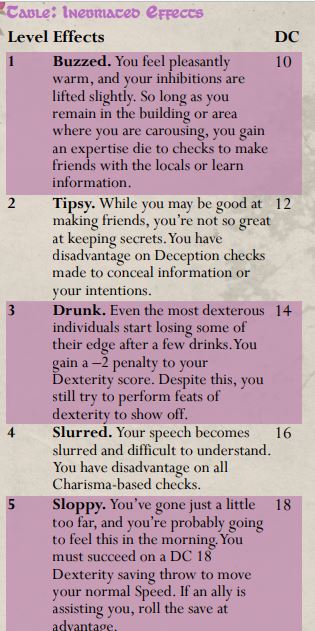 Table: Inebriated Effects
Level Effects DC
1 Buzzed. You feel pleasantly 10
warm, and your inhibitions are
lifted slightly. So long as you
remain in the building or area
where you are carousing, you gain
an expertise die to checks to make
friends with the locals or learn
information.
2 Tipsy. While you may be good at 12
making friends, you're not so great
at keeping secrets. You have
disadvantage on Deception checks
made to conceal information or
your intentions.
3 Drunk. Even the most dexterous 14
individuals start losing some of
their edge after a few drinks. You
gain a –2 penalty to your
Dexterity score. Despite this, you
still try to perform feats of
dexterity to show off.
4 Slurred. Your speech becomes 16
slurred and difficult to understand.
You have disadvantage on all
Charisma-based checks.
5 Sloppy. You've gone just a little 18
too far, and you're probably going
to feel this in the morning. You
must succeed on a DC 18
Dexterity saving throw to move
your normal Speed. If an ally is
assisting you, roll the save at
advantage.